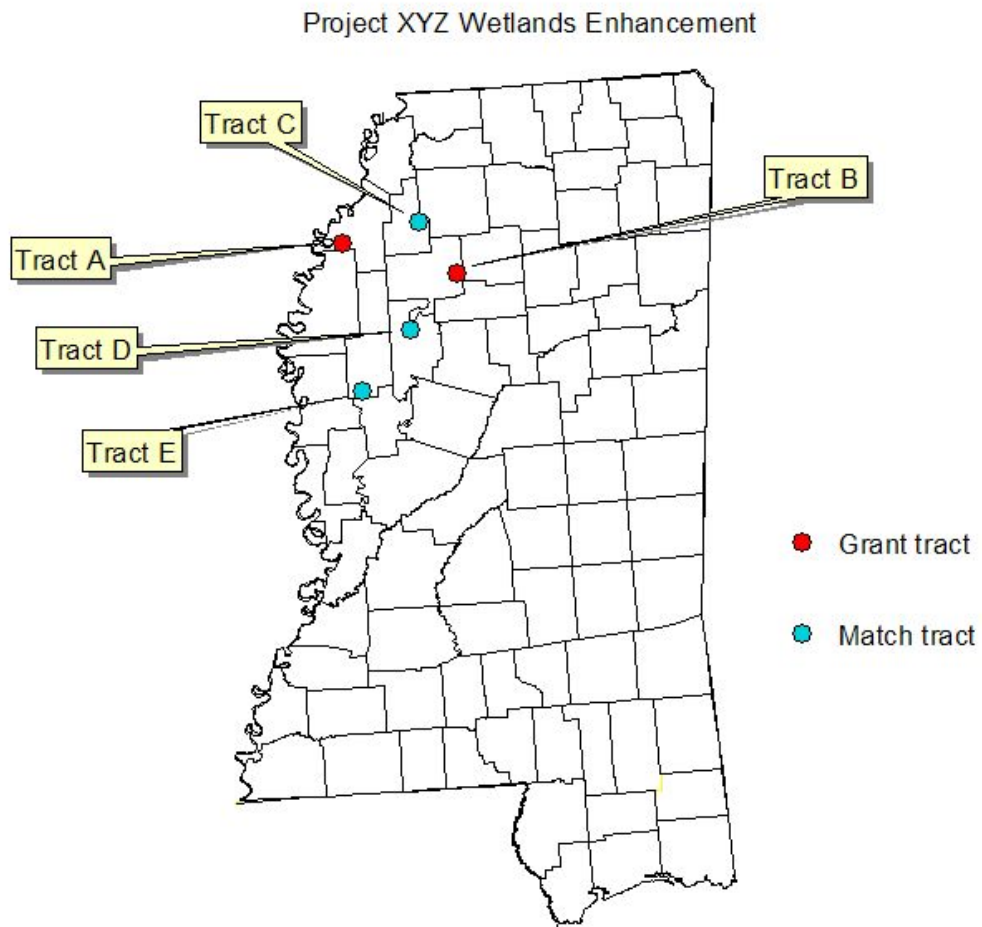 Project XYZ Wetlands Enhancement
Tract C
Tract B
Tract A
Tract D
Tract E
Grant tract
Match tract